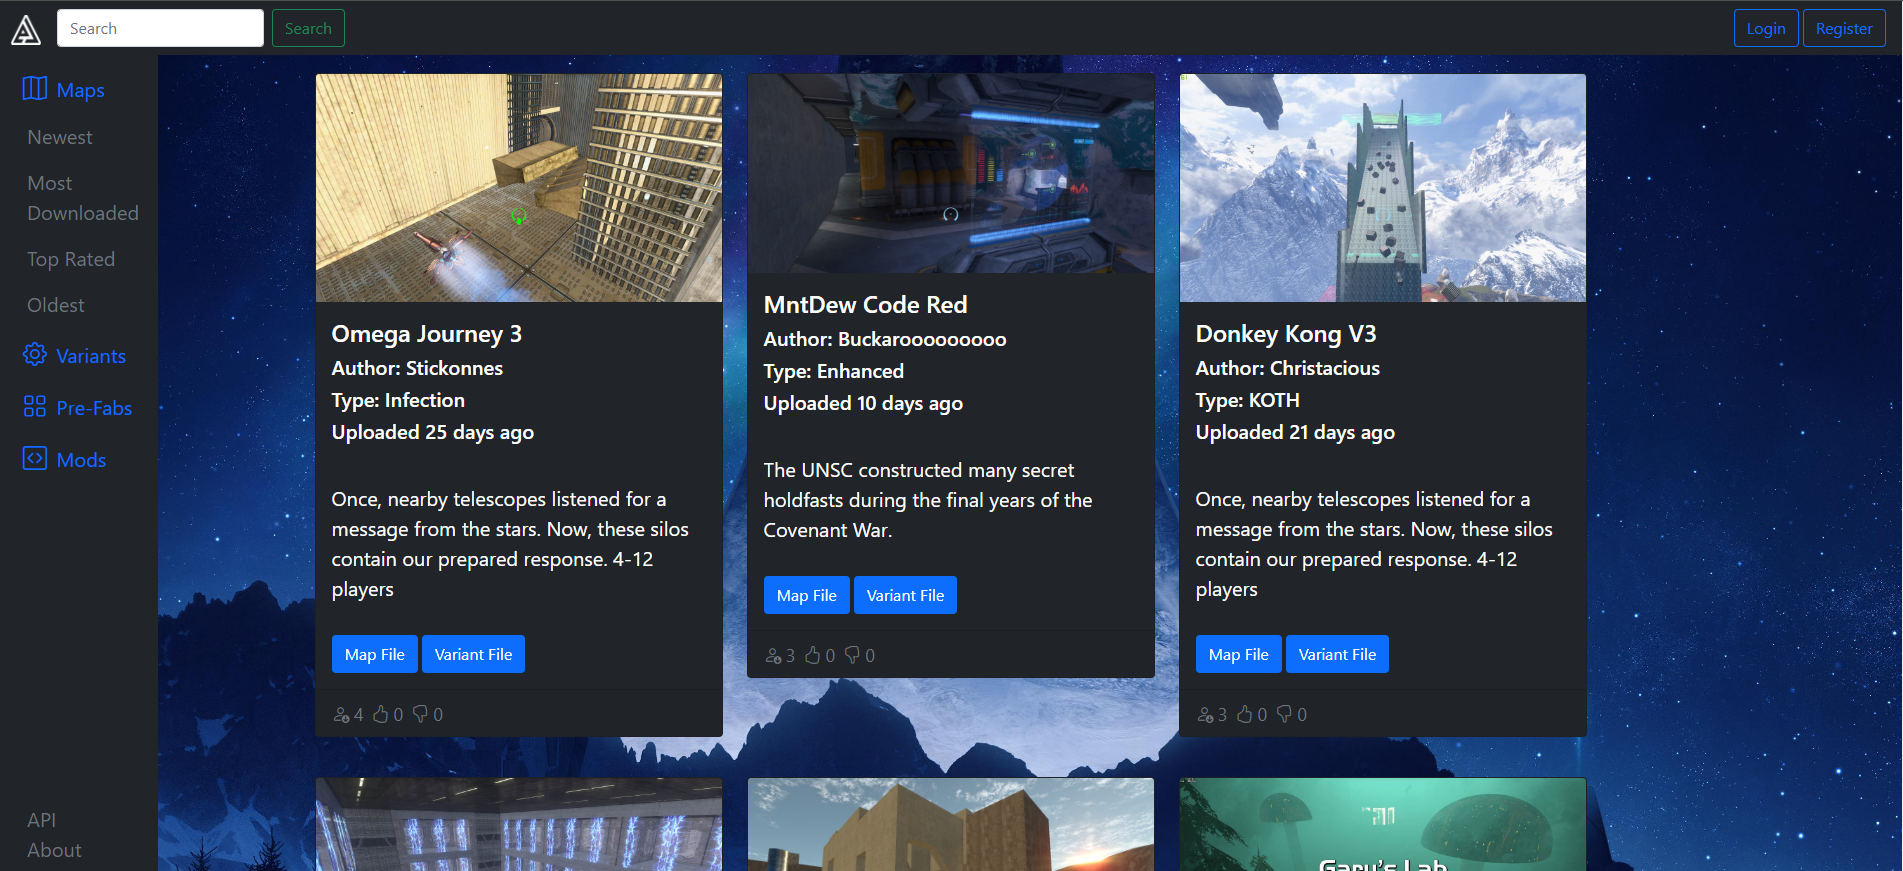 Search
Search
Login
Register
Maps
Newest
Most
Downloaded
Top Rated
Oldest
Variants
Pre-Fabs
Mods
API
About
Omega Journey 3
Author: Stickonnes
Type: Infection
Uploaded 25 days ago
Once, nearby telescopes listened for a
message from the stars. Now, these silos
contain our prepared response. 4-12
players
Map File
Variant File
4 0 0
MntDew Code Red
Author: Buckarooooooooo
Type: Enhanced
Uploaded 10 days ago
The UNSC constructed many secret
holdfasts during the final years of the
Covenant War.
Map File
Variant File
3 0 0
Donkey Kong V3
Author: Christacious
Type: KOTH
Uploaded 21 days ago
Once, nearby telescopes listened for a
message from the stars. Now, these silos
contain our prepared response. 4-12
players
Map File
Variant File
3 0 0
Gary's Lab